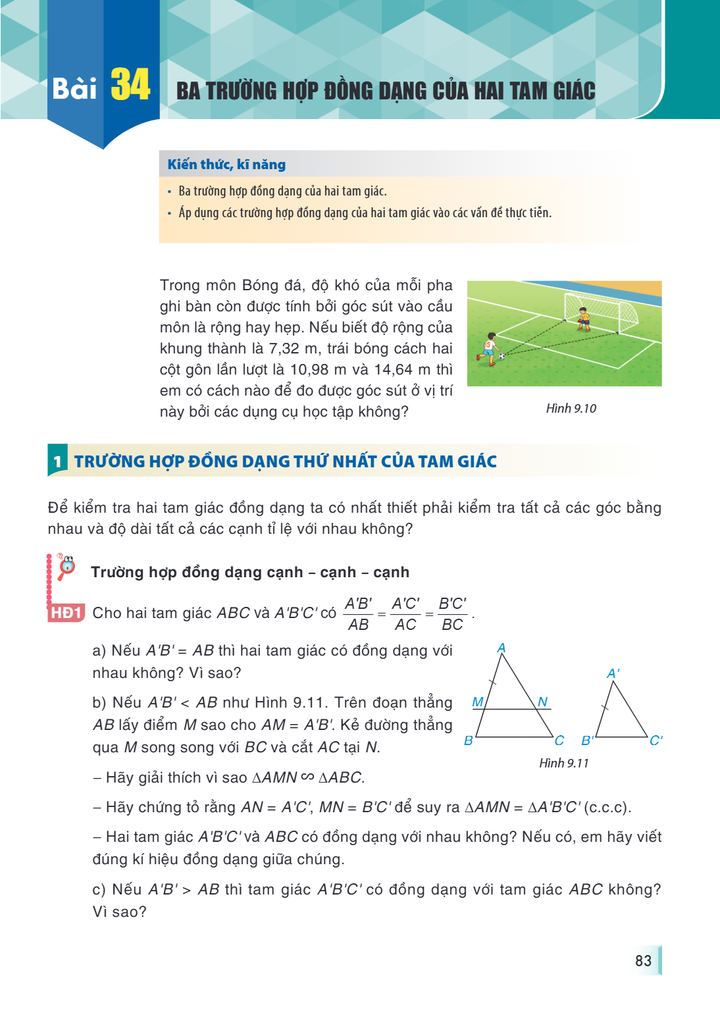 Bài 34
BA TRƯỜNG HỢP ĐỒNG DẠNG CỦA HAI TAM GIÁC
Kiến thức, kĩ năng
• Ba trường hợp đồng dạng của hai tam giác.
• Áp dụng các trường hợp đồng dạng của hai tam giác vào các vấn đề thực tiễn.
Trong môn Bóng đá, độ khó của mỗi pha
ghi bàn còn được tính bởi góc sút vào cầu
môn là rộng hay hẹp. Nếu biết độ rộng của
khung thành là 7,32 m, trái bóng cách hai
cột gôn lần lượt là 10,98 m và 14,64 m thì
em có cách nào để đo được góc sút ở vị trí
này bởi các dụng cụ học tập không?
Hình 9.10
1 TRƯỜNG HỢP ĐỒNG DẠNG THỨ NHẤT CỦA TAM GIÁC
Để kiểm tra hai tam giác đồng dạng ta có nhất thiết phải kiểm tra tất cả các góc bằng
nhau và độ dài tất cả các cạnh tỉ lệ với nhau không?
Trường hợp đồng dạng cạnh – cạnh – cạnh
HĐ1 Cho hai tam giác ABC và A'B'C' có A'B'/AB = A'C'/AC = B'C'/BC .
a) Nếu A'B' = AB thì hai tam giác có đồng dạng với
nhau không? Vì sao?
b) Nếu A'B' < AB như Hình 9.11. Trên đoạn thẳng
AB lấy điểm M sao cho AM = A'B'. Kẻ đường thẳng
qua M song song với BC và cắt AC tại N.
A
M N
B C
A'
B' C'
Hình 9.11
– Hãy giải thích vì sao ∆AMN ∽ ∆ABC.
– Hãy chứng tỏ rằng AN = A'C', MN = B'C' để suy ra ∆AMN = ∆A'B'C' (c.c.c).
– Hai tam giác A'B'C' và ABC có đồng dạng với nhau không? Nếu có, em hãy viết
đúng kí hiệu đồng dạng giữa chúng.
c) Nếu A'B' > AB thì tam giác A'B'C' có đồng dạng với tam giác ABC không?
Vì sao?
83